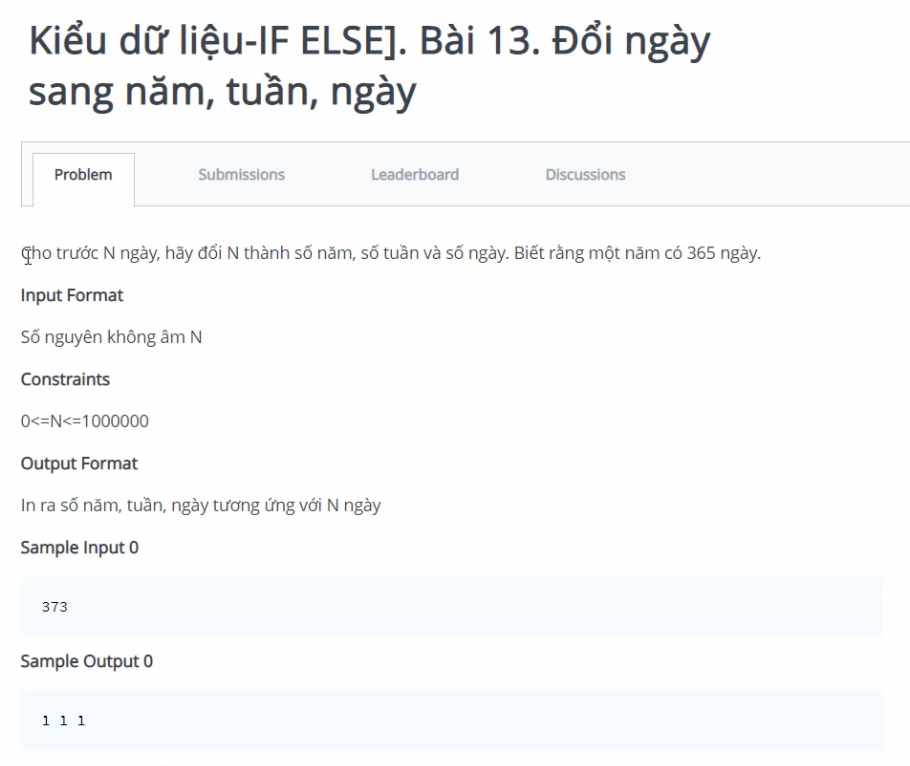 Kiểu dữ liệu-IF ELSE]. Bài 13. Đổi ngày
sang năm, tuần, ngày
Problem Submissions Leaderboard Discussions
Cho trước N ngày, hãy đổi N thành số năm, số tuần và số ngày. Biết rằng một năm có 365 ngày.
Input Format
Số nguyên không âm N
Constraints
0<=N<=1000000
Output Format
In ra số năm, tuần, ngày tương ứng với N ngày
Sample Input 0
373
Sample Output 0
1 1 1